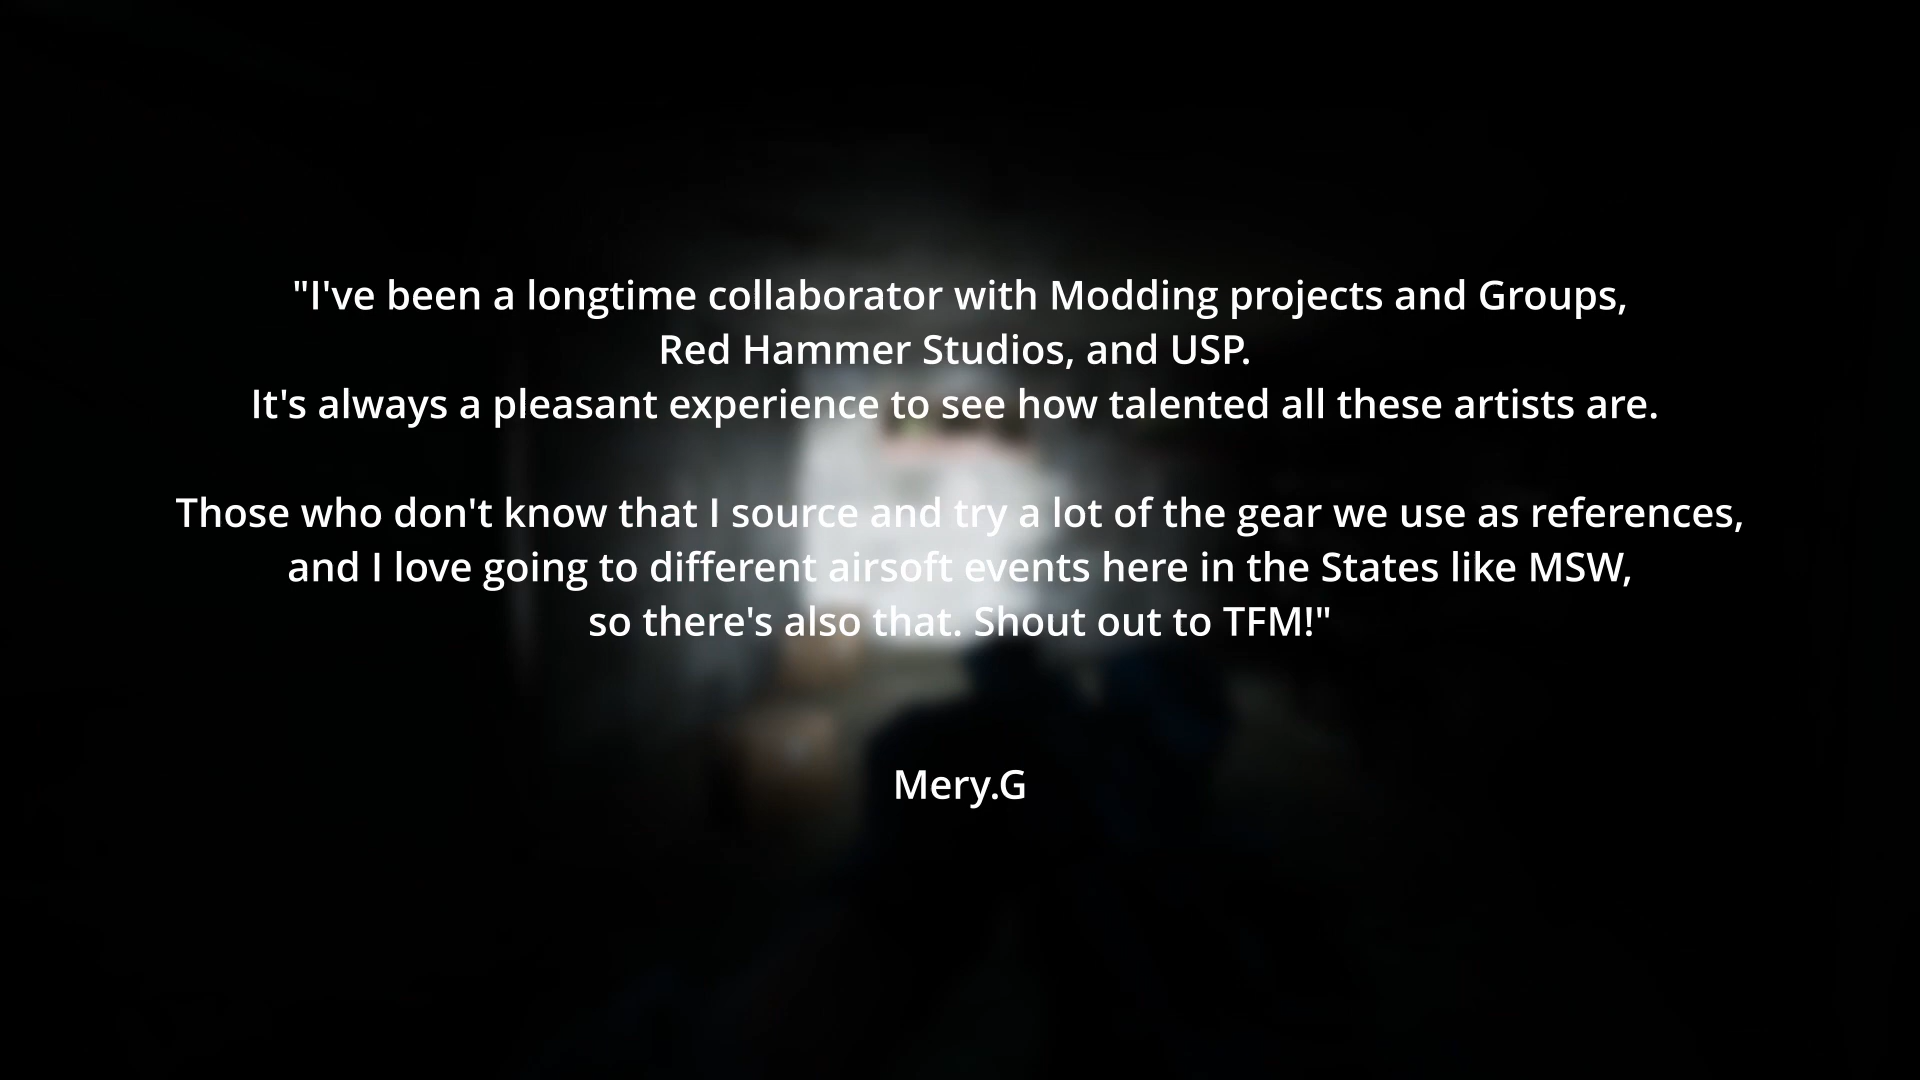 "I've been a longtime collaborator with Modding projects and Groups,
Red Hammer Studios, and USP.
It's always a pleasant experience to see how talented all these artists are.
Those who don't know that I source and try a lot of the gear we use as references,
and I love going to different airsoft events here in the States like MSW,
so there's also that. Shout out to TFM!"
Mery.G